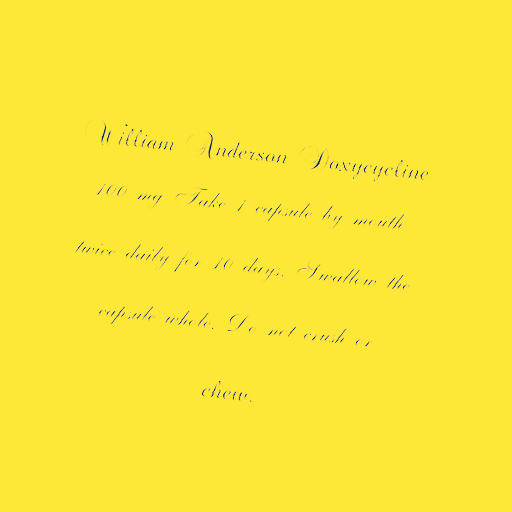 William Anderson Doxycycline
100 mg Take 1 capsule by mouth
twice daily for 10 days. Swallow the
capsule whole. Do not crush or
chew.